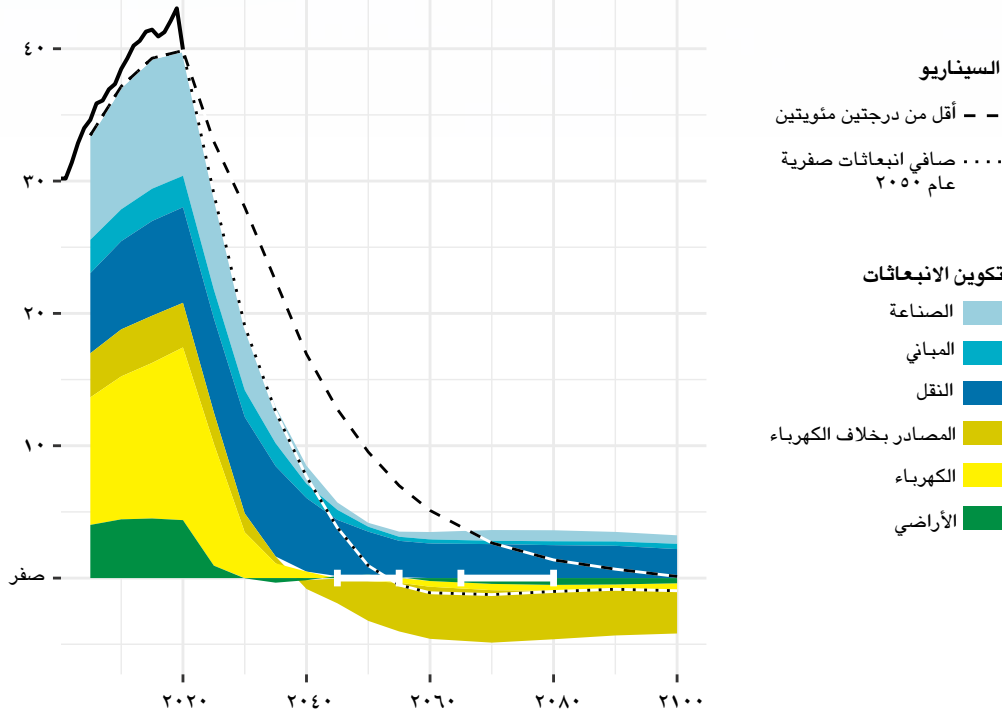 ٤٠
٣٠
٢٠
١٠
صفر
٢٠٢٠
٢٠٤٠
٢٠٦٠
٢٠٨٠
٢١٠٠
السيناريو
أقل من درجتين مئويتين
صافي انبعاثات صفرية
عام ٢٠٥٠
تكوين الانبعاثات
الصناعة
المباني
النقل
المصادر بخلاف الكهرباء
الكهرباء
الأراضي